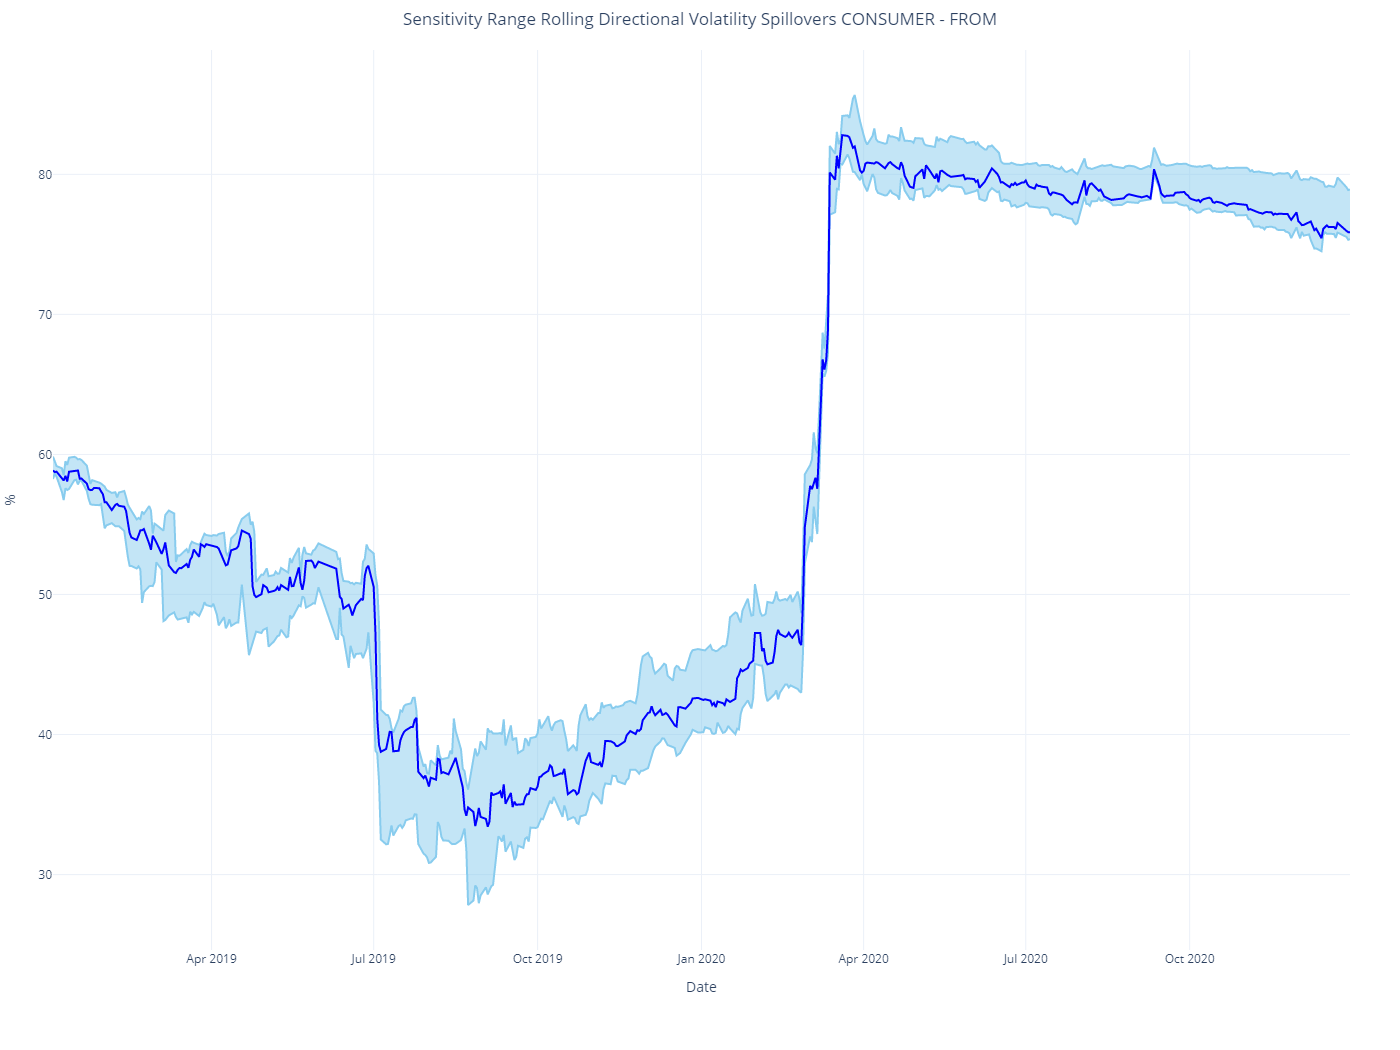 Sensitivity Range Rolling Directional Volatility Spillovers CONSUMER - FROM
80
70
60
50
40
30
%
Apr 2019
Jul 2019
Oct 2019
Jan 2020
Apr 2020
Jul 2020
Oct 2020
Date